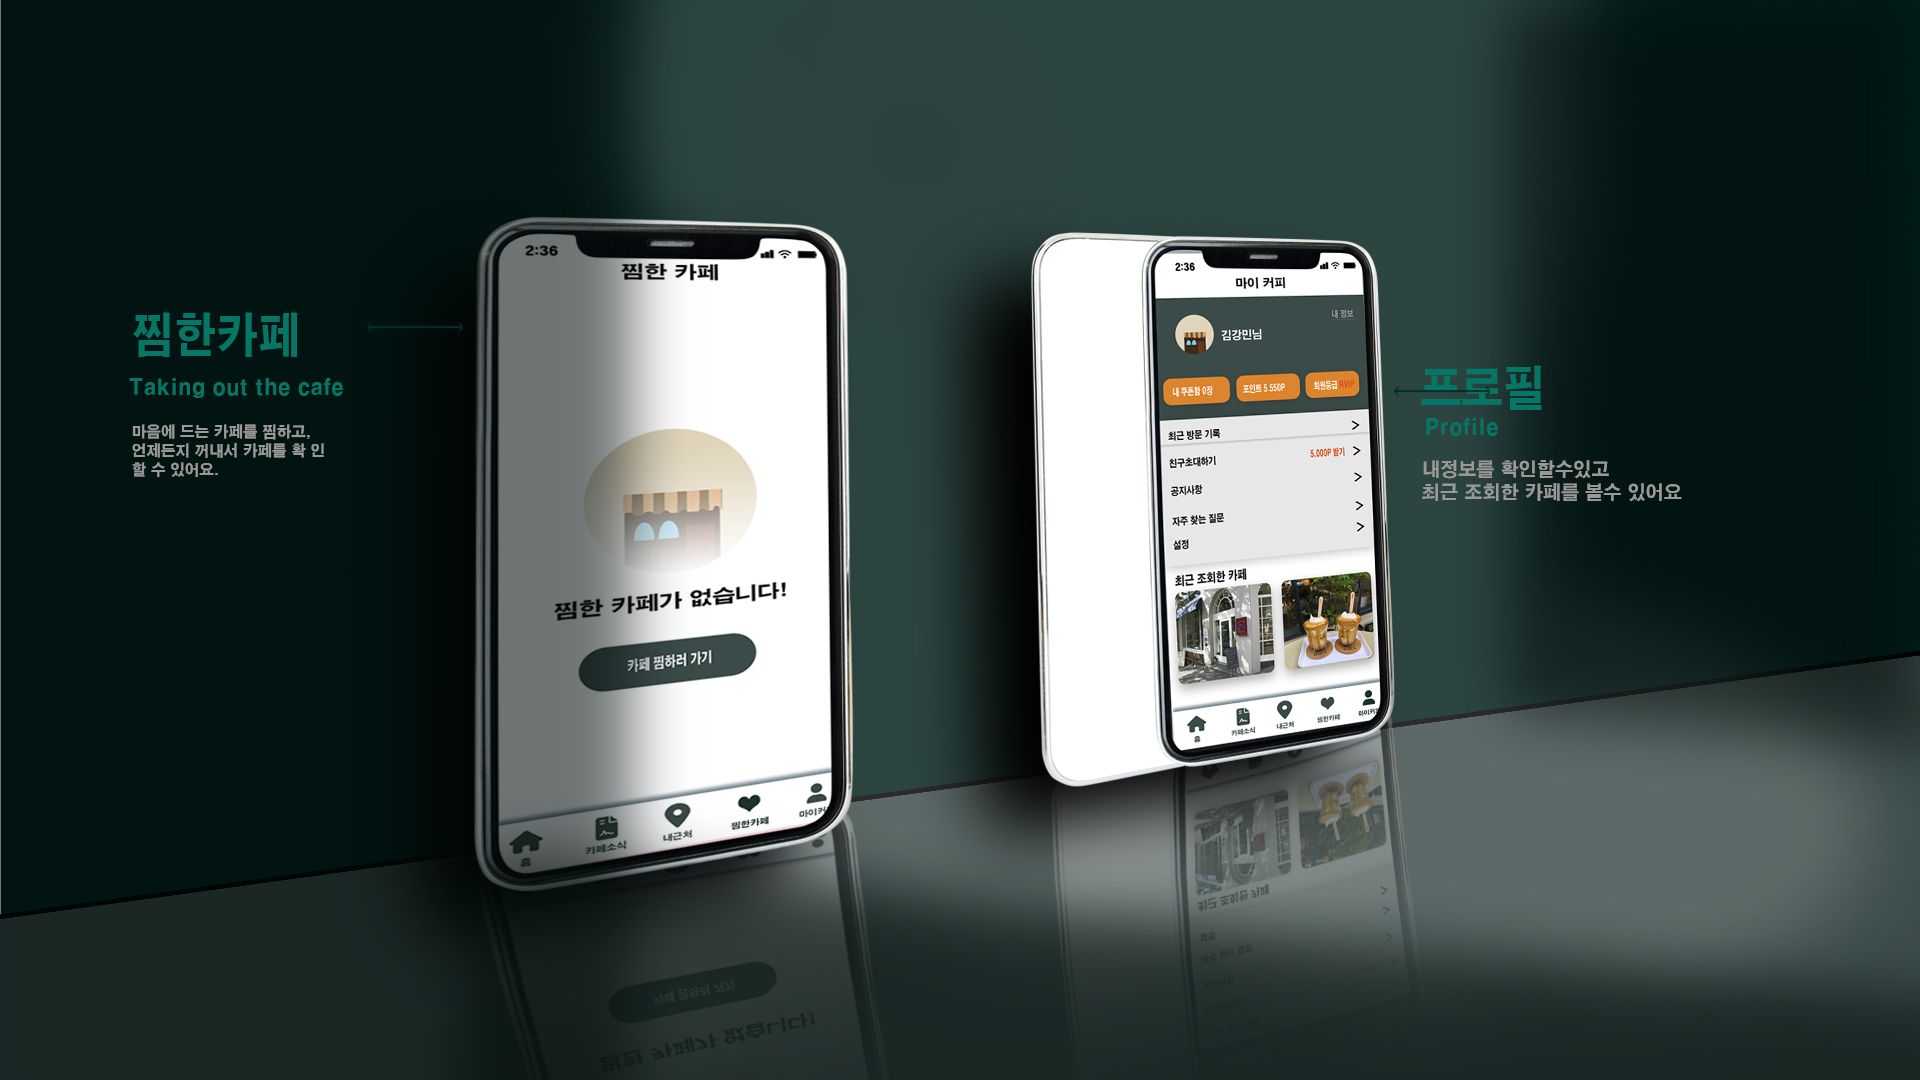 찜한카페
Taking out the cafe
마음에 드는 카페를 찜하고,
언제든지 꺼내서 카페를 확 인
할 수 있어요.
2:36
찜한 카페
찜한 카페가 없습니다!
카페 찜하러 가기
홈
카페소식
내근처
찜한카페
마이커
2:36
마이 커피
내 정보
김강민님
내 쿠폰함 0장
포인트 5.550P
회원등급 RVIP
최근 방문 기록
친구초대하기
5.000P 받기
공지사항
자주 찾는 질문
설정
최근 조회한 카페
홈
카페소식
내근처
찜한카페
마이커피
프로필
Profile
내정보를 확인할수있고
최근 조회한 카페를 볼수 있어요